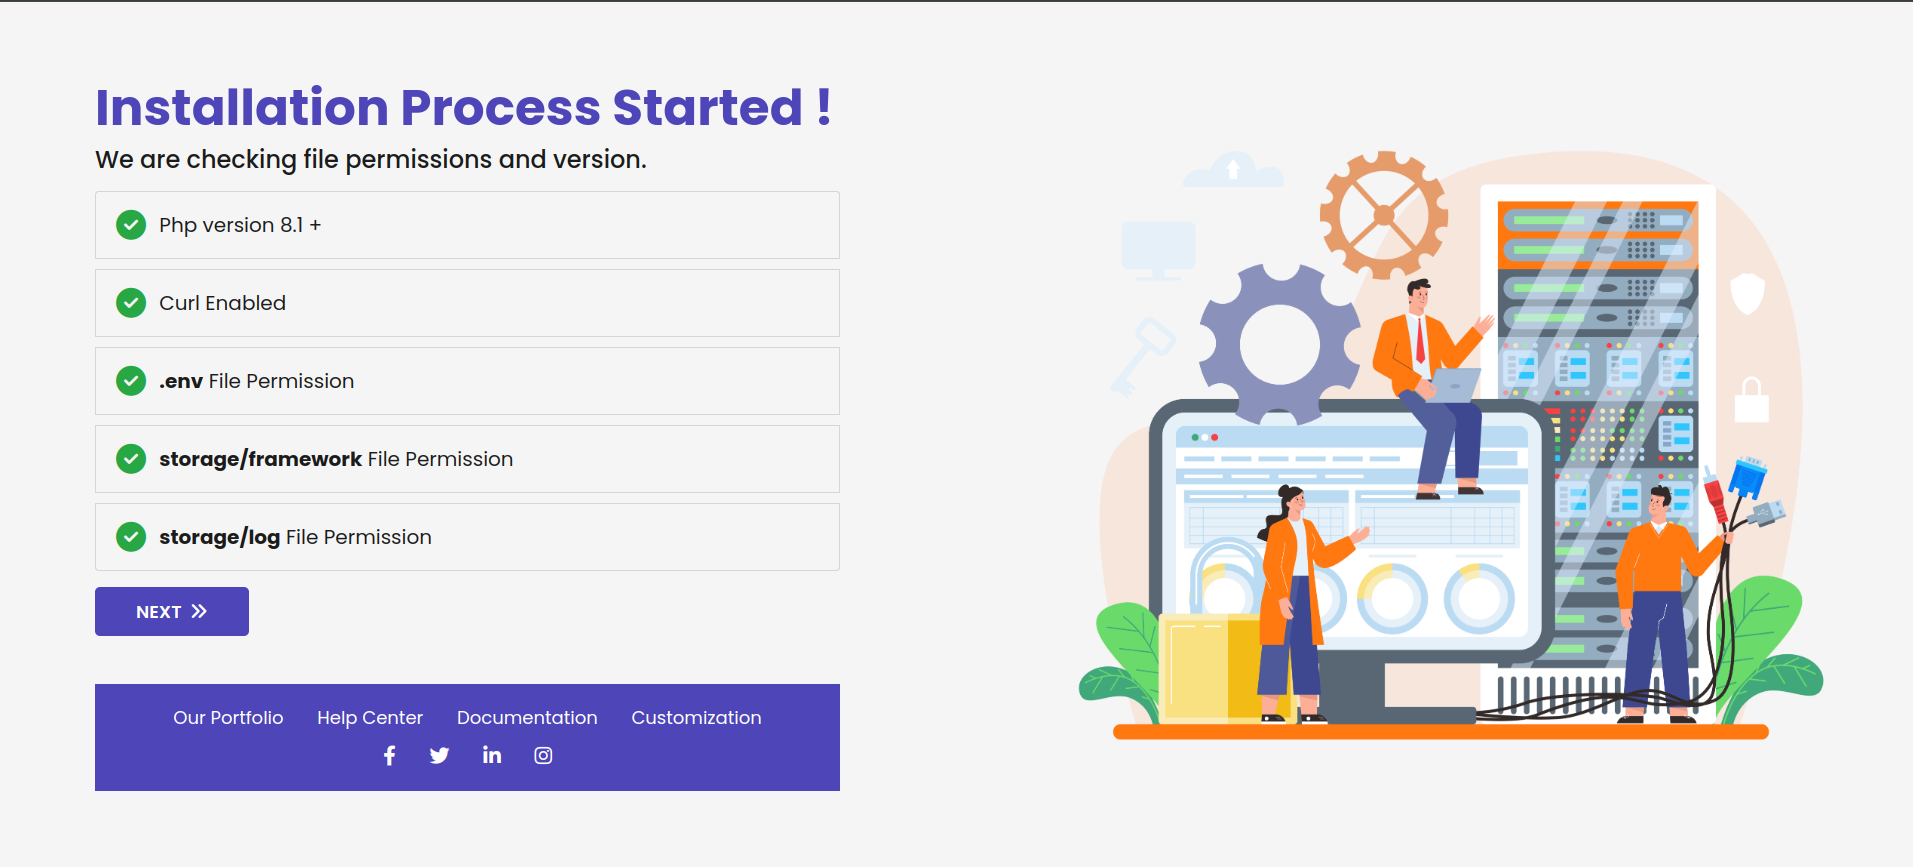 Installation Process Started !
We are checking file permissions and version.
Php version 8.1 +
Curl Enabled
.env File Permission
storage/framework File Permission
storage/log File Permission
NEXT
Our Portfolio Help Center Documentation Customization